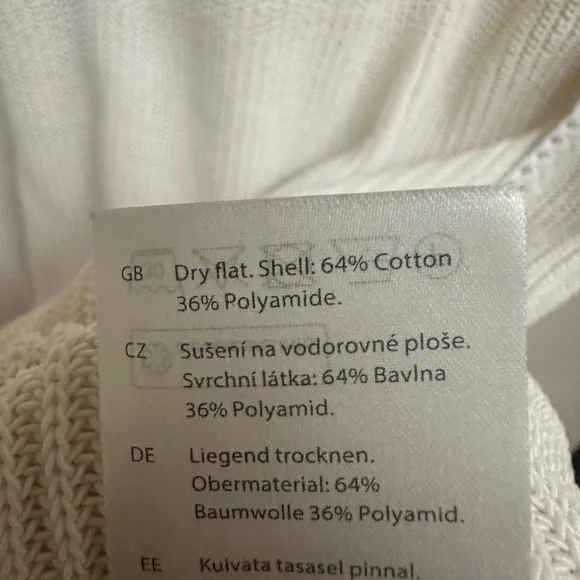 GB Dry flat. Shell: 64% Cotton
36% Polyamide.
CZ Sušení na vodorovné ploše.
Svrchní látka: 64% Bavlna
36% Polyamid.
DE Liegend trocknen.
Obermaterial: 64%
Baumwolle 36% Polyamid.
EE Kuivata tasasel pinnal.